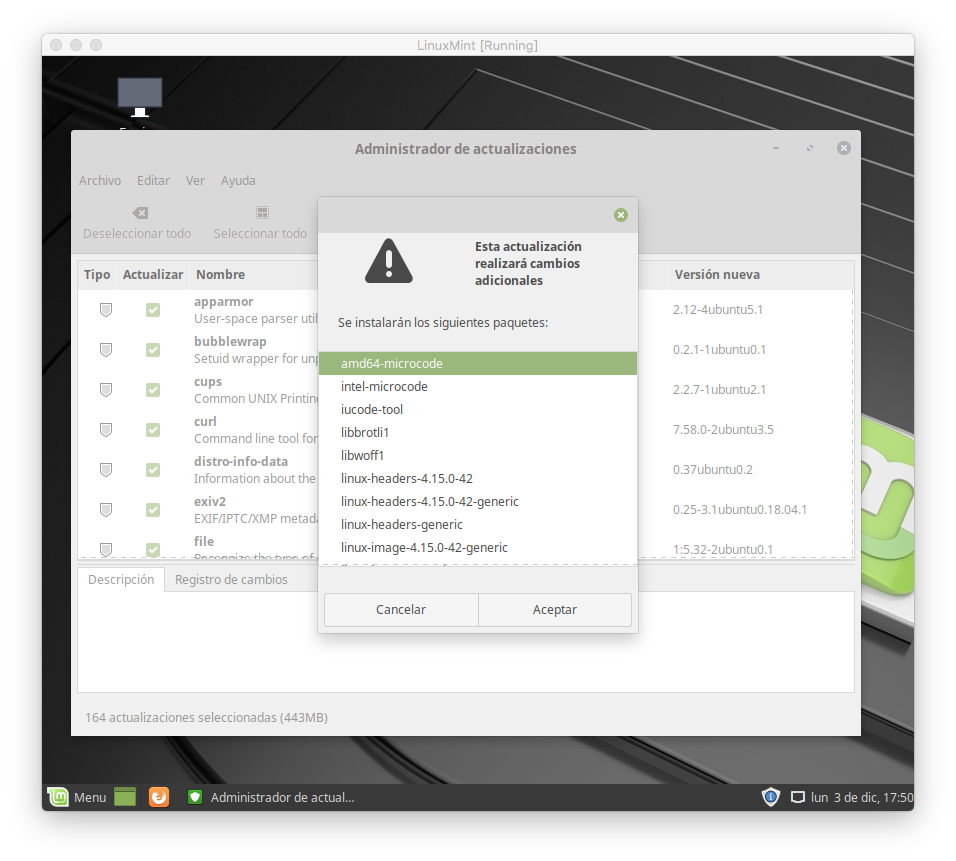 LinuxMint [Running]
Administrador de actualizaciones
Archivo Editar Ver Ayuda
Deseleccionar todo Seleccionar todo
Tipo Actualizar Nombre Versión nueva
apparmor
User-space parser util 2.12-4ubuntu5.1
bubblewrap
Setuid wrapper for unp 0.2.1-1ubuntu0.1
cups
Common UNIX Printing 2.2.7-1ubuntu2.1
curl
Command line tool for 7.58.0-2ubuntu3.5
distro-info-data
Information about the 0.37ubuntu0.2
exiv2
EXIF/IPTC/XMP metada 0.25-3.1ubuntu0.18.04.1
file
Recognize the type of 1:5.32-2ubuntu0.1
Esta actualización
realizará cambios
adicionales
Se instalarán los siguientes paquetes:
amd64-microcode
intel-microcode
iucode-tool
libbrotli1
libwoff1
linux-headers-4.15.0-42
linux-headers-4.15.0-42-generic
linux-headers-generic
linux-image-4.15.0-42-generic
Cancelar Aceptar
Descripción Registro de cambios
164 actualizaciones seleccionadas (443MB)
Menu Administrador de actual... lun 3 de dic, 17:50